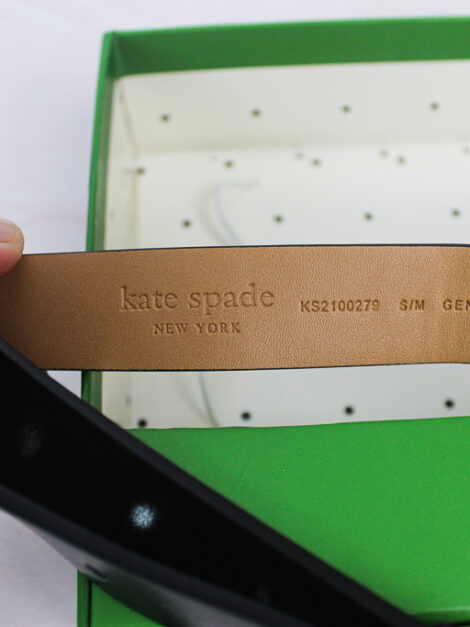 kate spade
NEW YORK
KS2100279 S/M GEN